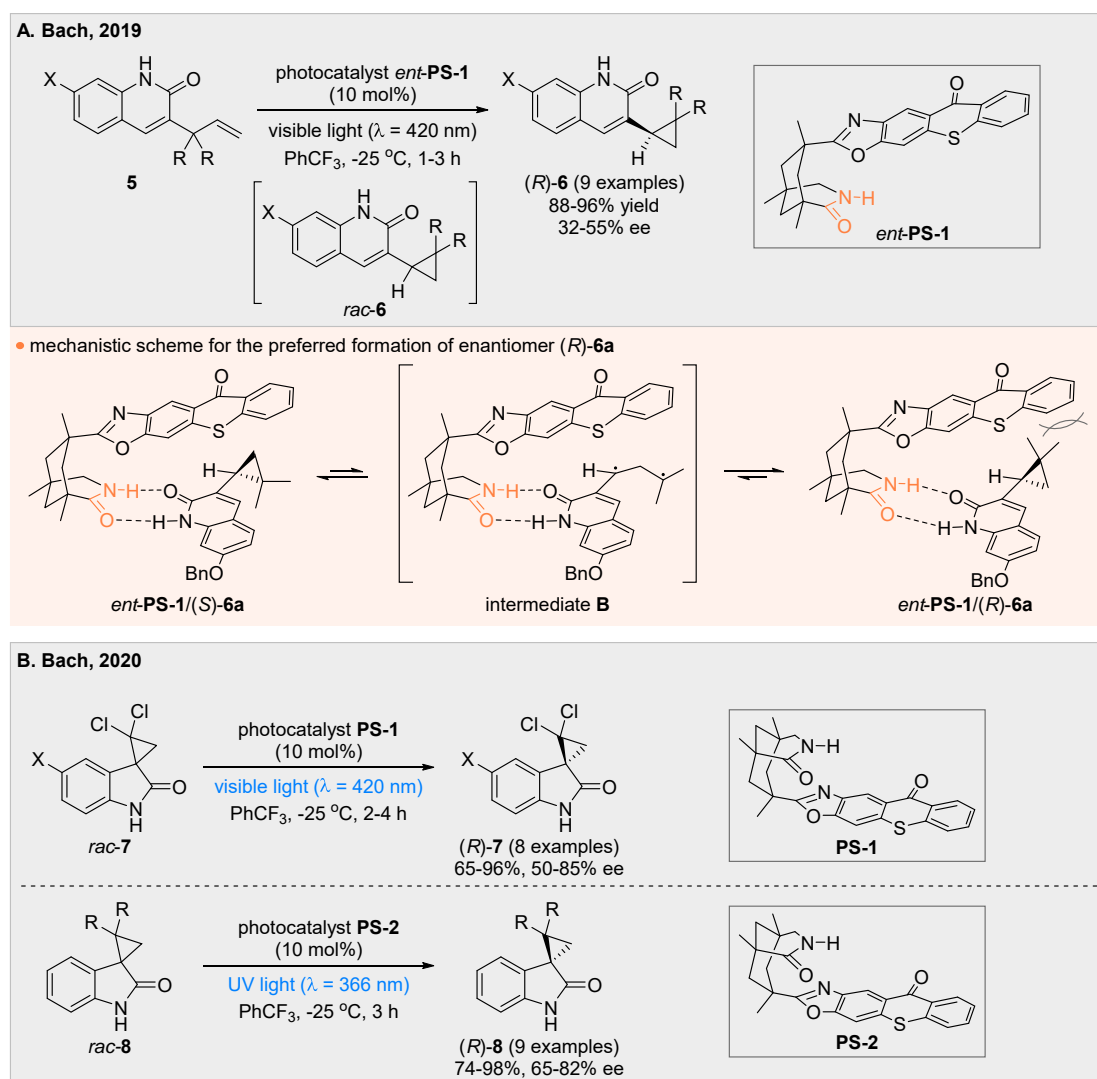 A. Bach, 2019
X
H
N
O
R
R
5
photocatalyst ent-PS-1
(10 mol%)
visible light (λ = 420 nm)
PhCF3, -25 °C, 1-3 h
X
H
N
O
R
R
H
rac-6
X
H
N
O
R
R
H
(R)-6 (9 examples)
88-96% yield
32-55% ee
O
N
O
S
N-H
O
ent-PS-1
• mechanistic scheme for the preferred formation of enantiomer (R)-6a
O
N
O
S
H
N-H
O
O
H-N
BnO
ent-PS-1/(S)-6a
O
N
O
S
H
N-H
O
O
H-N
BnO
intermediate B
O
N
O
S
H
N-H
O
O
H-N
BnO
ent-PS-1/(R)-6a
B. Bach, 2020
Cl
Cl
X
O
N
H
rac-7
photocatalyst PS-1
(10 mol%)
visible light (λ = 420 nm)
PhCF3, -25 °C, 2-4 h
Cl
Cl
X
O
N
H
(R)-7 (8 examples)
65-96%, 50-85% ee
N-H
O
N
O
O
S
PS-1
R
R
O
N
H
rac-8
photocatalyst PS-2
(10 mol%)
UV light (λ = 366 nm)
PhCF3, -25 °C, 3 h
R
R
O
N
H
(R)-8 (9 examples)
74-98%, 65-82% ee
N-H
O
N
O
O
S
PS-2